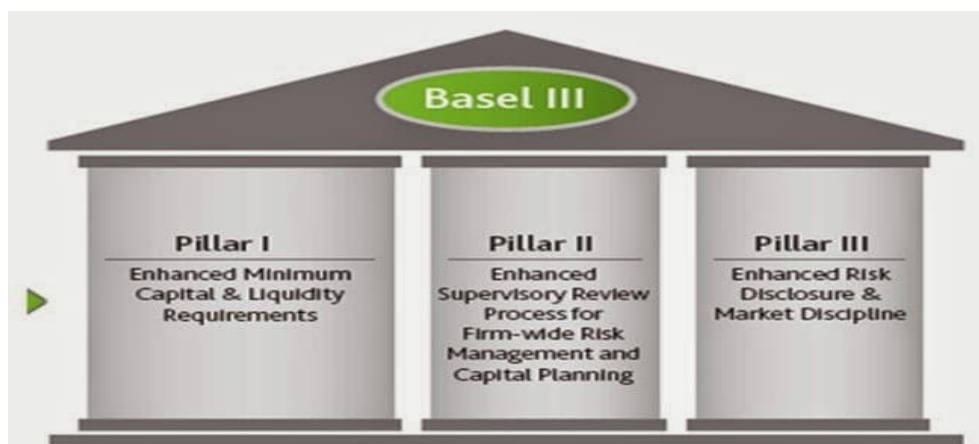 Basel III
Pillar I
Enhanced Minimum
Capital & Liquidity
Requirements
Pillar II
Enhanced
Supervisory Review
Process for
Firm-wide Risk
Management and
Capital Planning
Pillar III
Enhanced Risk
Disclosure &
Market Discipline